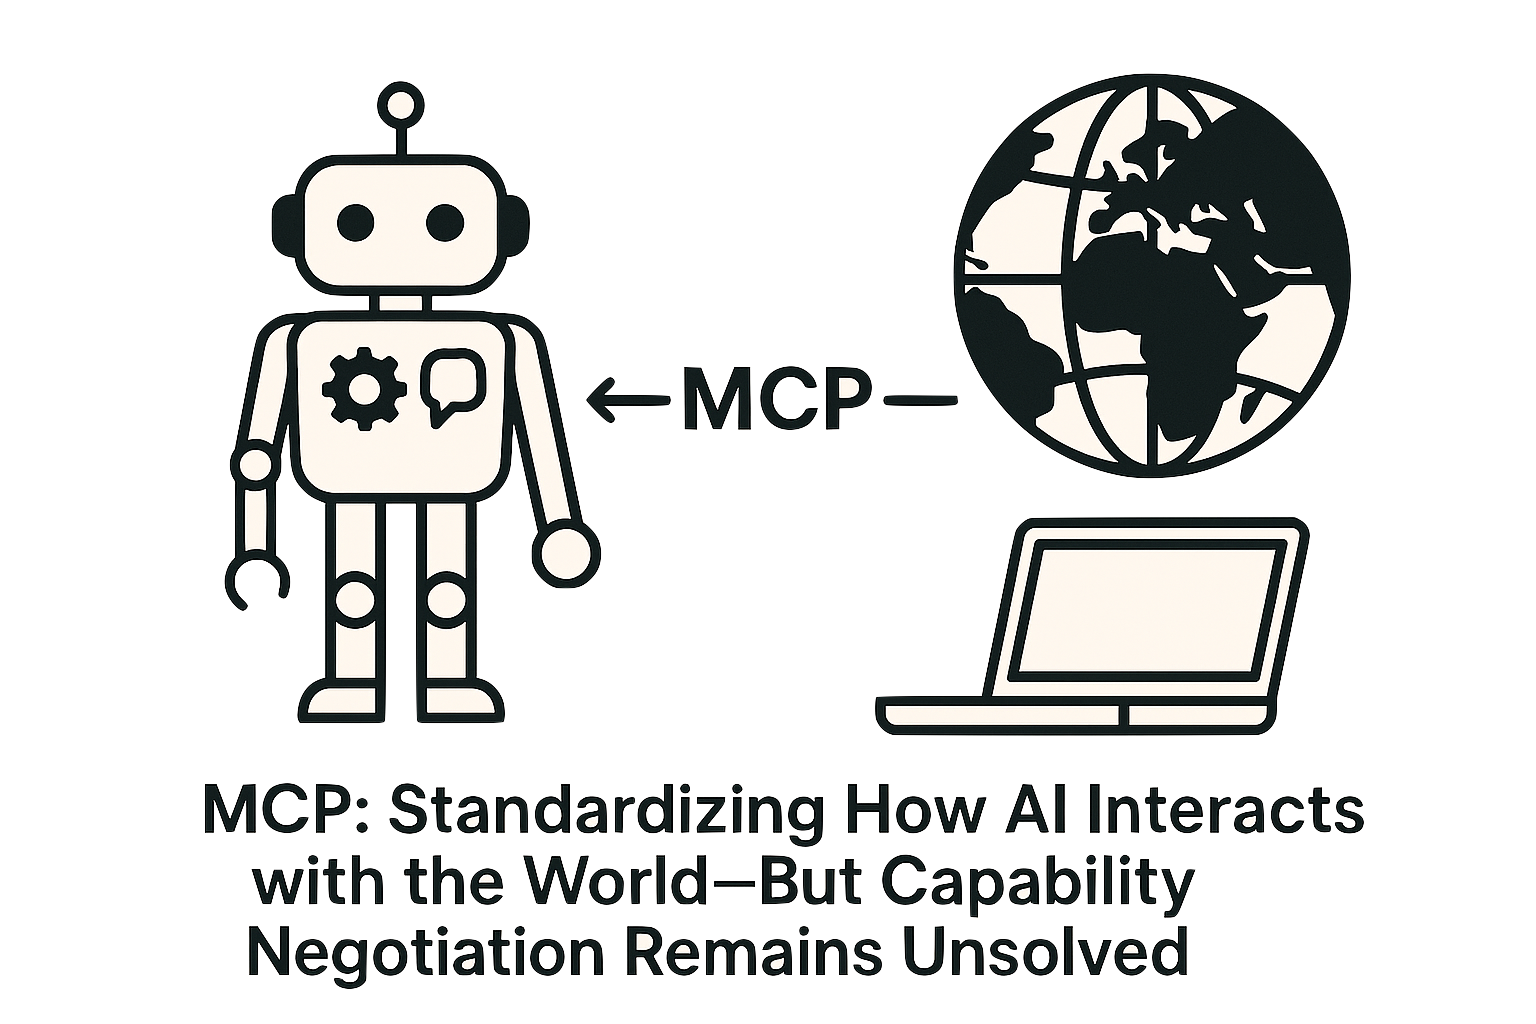 MCP
MCP: Standardizing How AI Interacts
with the World—But Capability
Negotiation Remains Unsolved